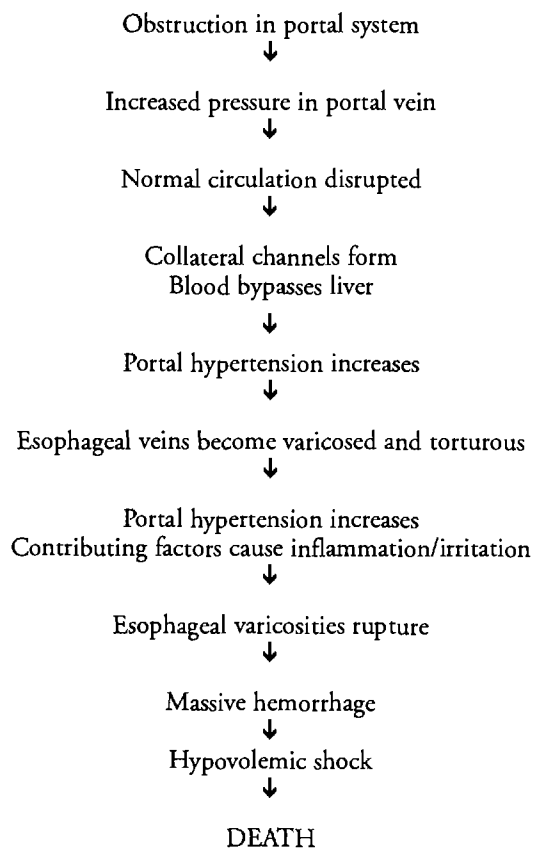 Obstruction in portal system
↓
Increased pressure in portal vein
↓
Normal circulation disrupted
↓
Collateral channels form
Blood bypasses liver
↓
Portal hypertension increases
↓
Esophageal veins become varicosed and torturous
↓
Portal hypertension increases
Contributing factors cause inflammation/irritation
↓
Esophageal varicosities rupture
↓
Massive hemorrhage
↓
Hypovolemic shock
↓
DEATH